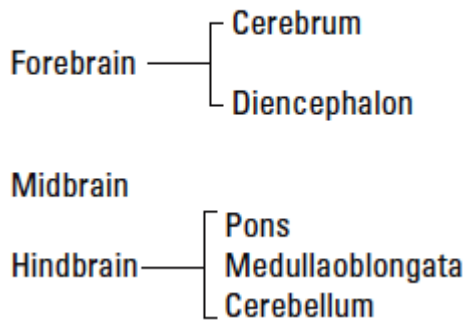 Cerebrum
Forebrain
Diencephalon
Midbrain
Pons
Hindbrain
Medullaoblongata
Cerebellum